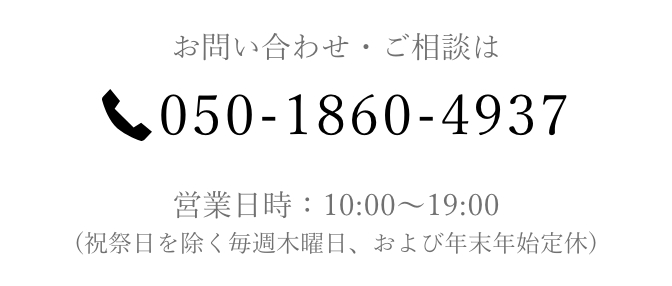 お問い合わせ・ご相談は
050-1860-4937
営業日時：10:00〜19:00
（祝祭日を除く毎週木曜日、および年末年始定休）